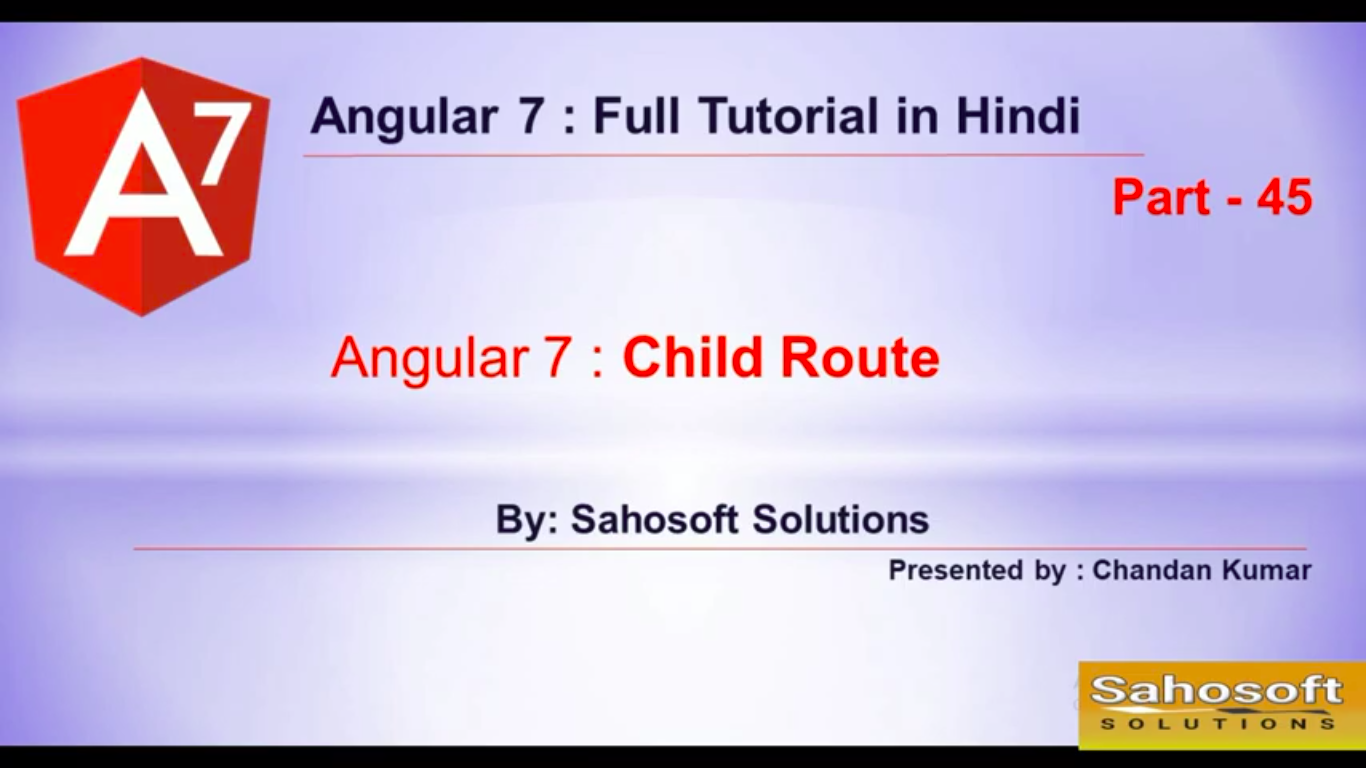 A7
Angular 7 : Full Tutorial in Hindi
Part - 45
Angular 7 : Child Route
By: Sahosoft Solutions
Presented by : Chandan Kumar
Sahosoft
SOLUTIONS